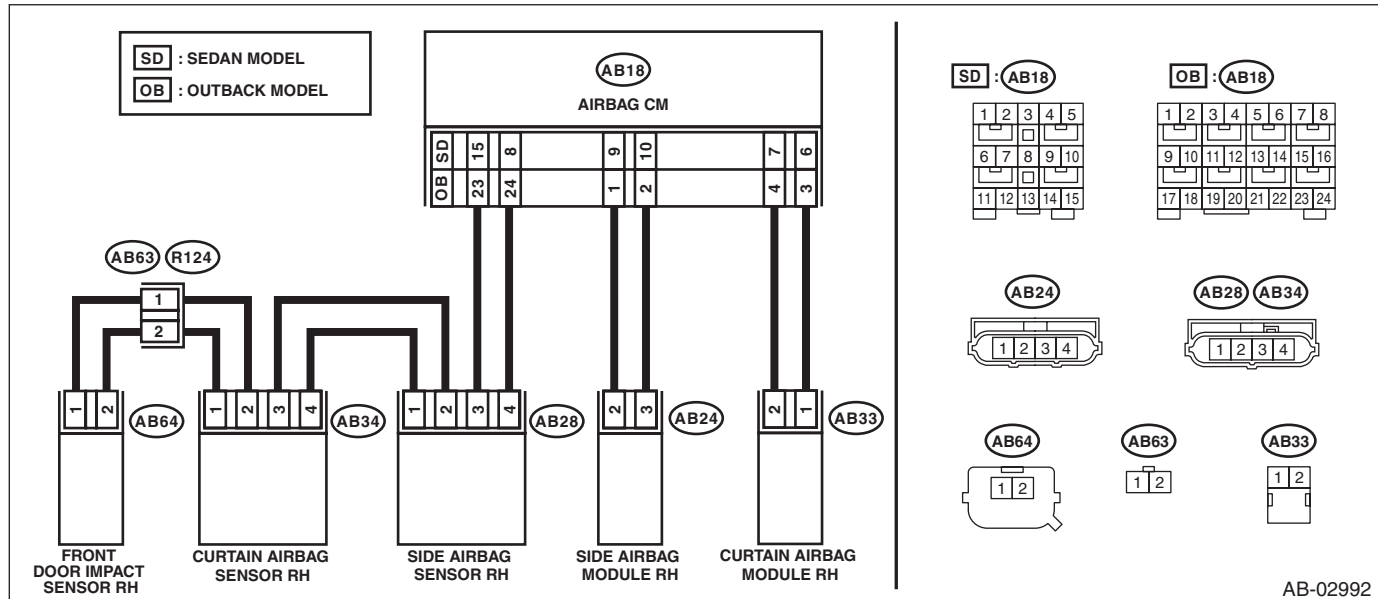 SD : SEDAN MODEL
OB : OUTBACK MODEL
AB18
AIRBAG CM
SD 15 8 9 10 7 6
OB 23 24 1 2 4 3
AB63 R124
1
2
1 2 AB64
1 2 3 4 AB34
1 2 3 4 AB28
2 3 AB24
2 1 AB33
FRONT
DOOR IMPACT
SENSOR RH
CURTAIN AIRBAG
SENSOR RH
SIDE AIRBAG
SENSOR RH
SIDE AIRBAG
MODULE RH
CURTAIN AIRBAG
MODULE RH
SD : AB18
1 2 3 4 5
6 7 8 9 10
11 12 13 14 15
OB : AB18
1 2 3 4 5 6 7 8
9 10 11 12 13 14 15 16
17 18 19 20 21 22 23 24
AB24
1 2 3 4
AB28 AB34
1 2 3 4
AB64
1 2
AB63
1 2
AB33
1 2
AB-02992